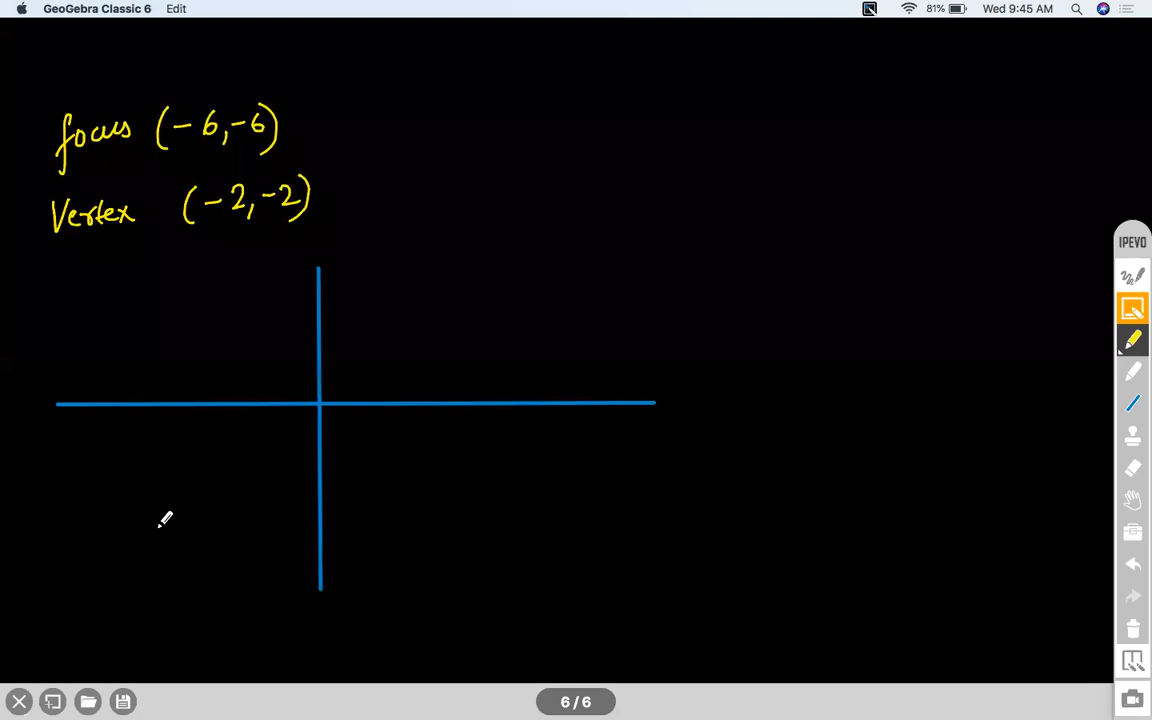 GeoGebra Classic 6 Edit 81% Wed 9:45 AM
focus (-6,-6)
Vertex (-2,-2)
IPEVO
6 / 6